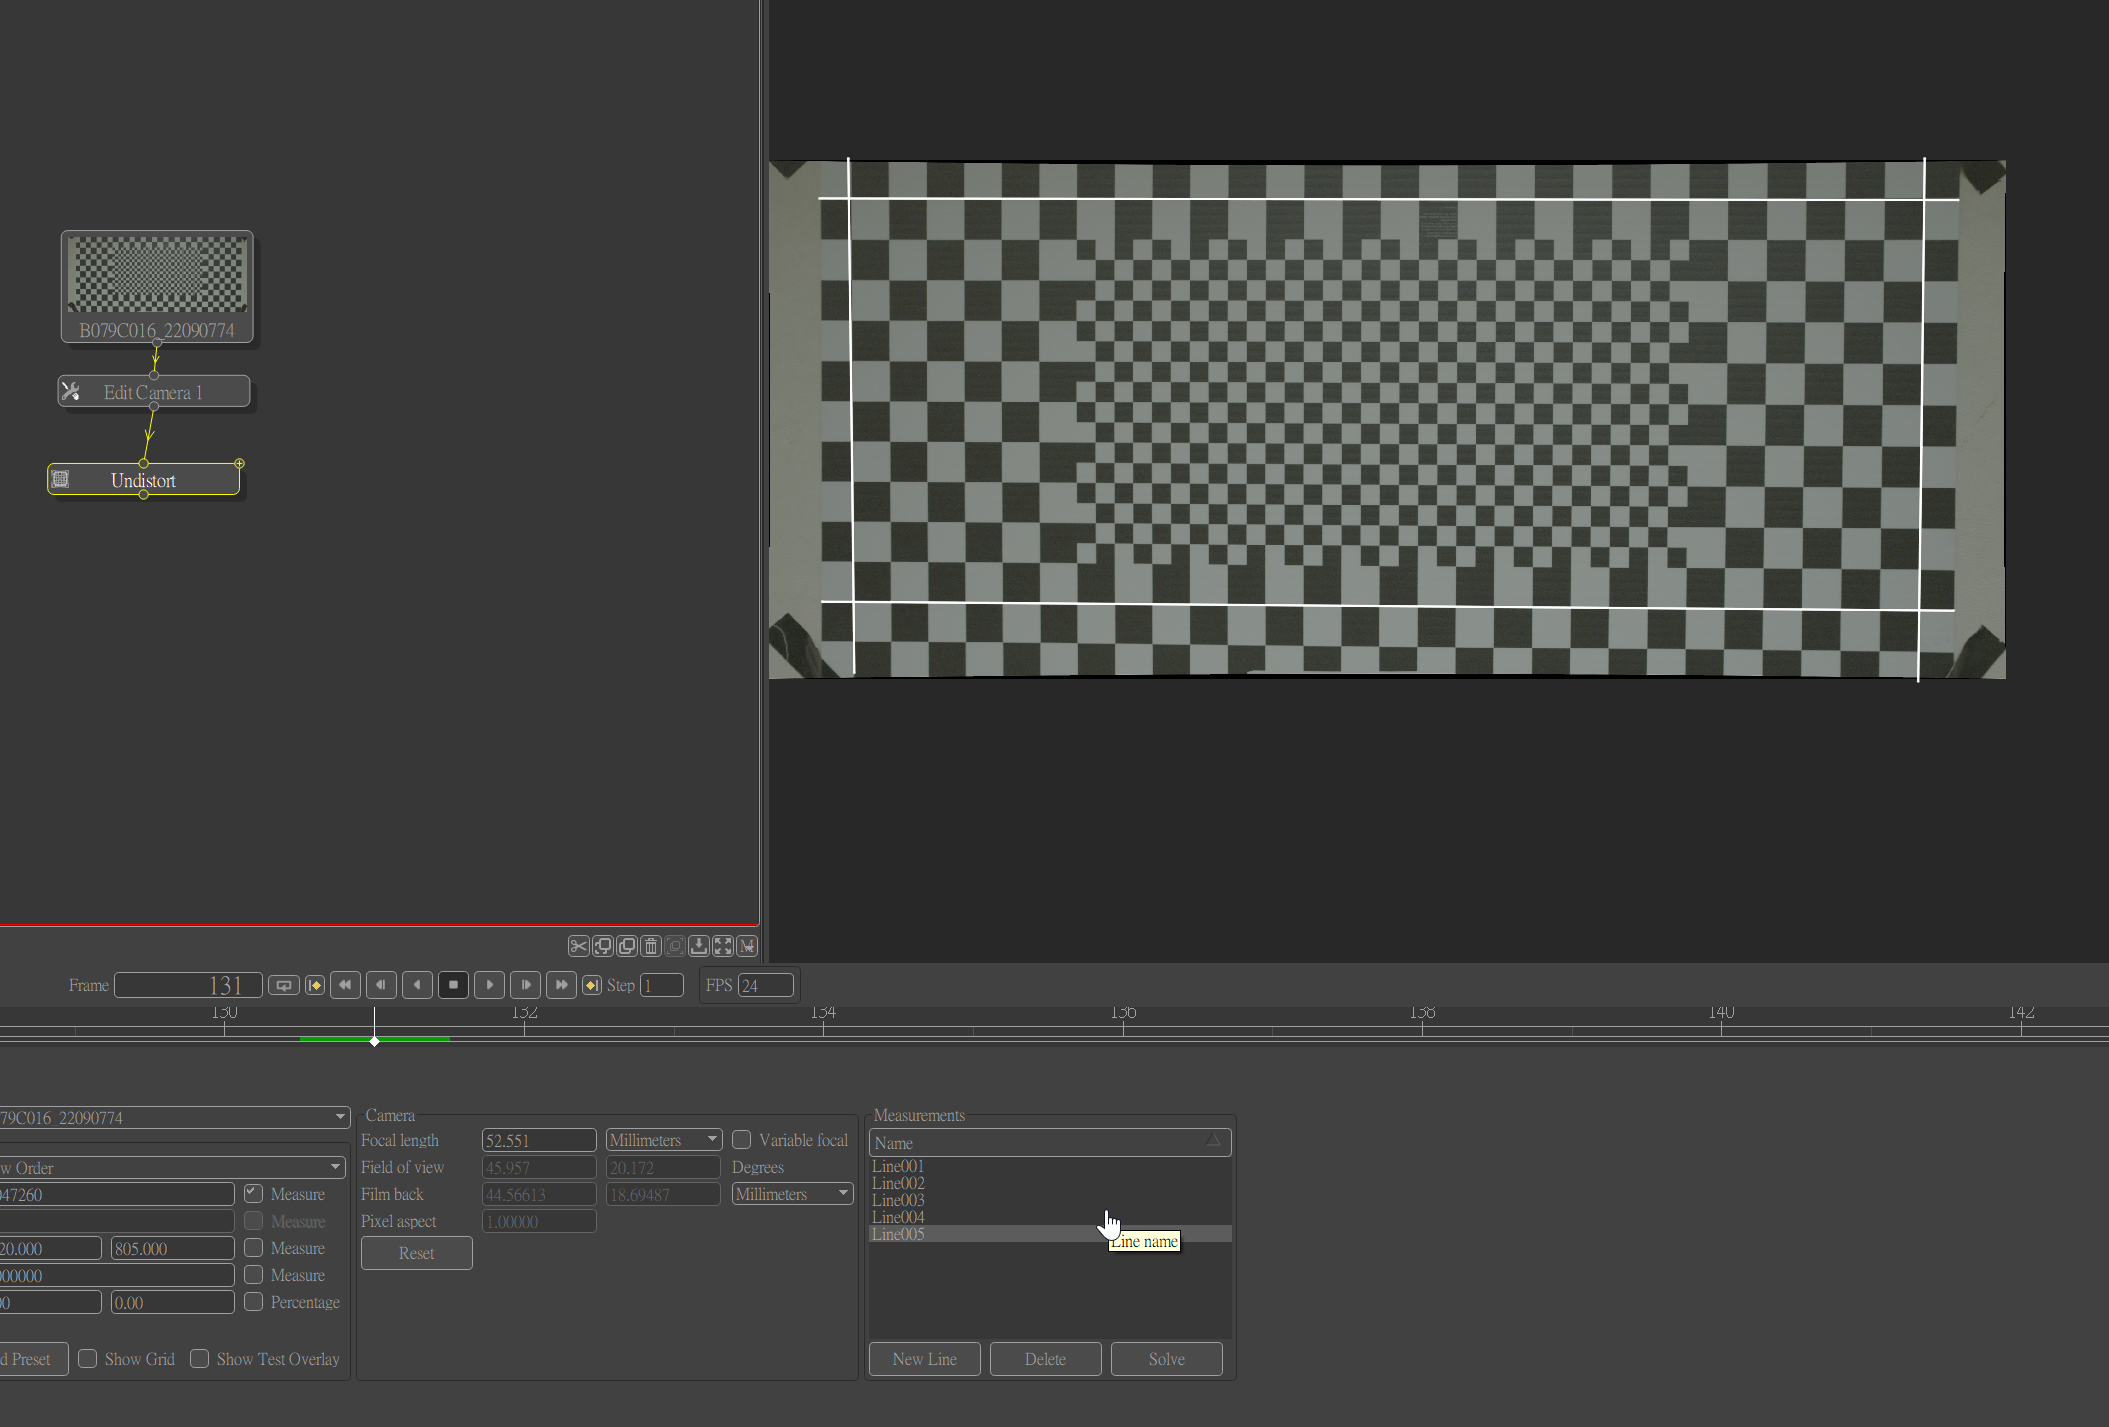 B079C016_22090774
Edit Camera 1
Undistort
Frame 131 Step 1 FPS 24
130 132 134 136 138 140 142
79C016_22090774
w Order
047260 Measure
Measure
20.000 805.000 Measure
000000 Measure
0.00 Percentage
d Preset Show Grid Show Test Overlay
Camera
Focal length 52.551 Millimeters Variable focal
Field of view 45.957 20.172 Degrees
Film back 44.56613 18.69487 Millimeters
Pixel aspect 1.00000
Reset
Measurements
Name
Line001
Line002
Line003
Line004
Line005
Line name
New Line Delete Solve